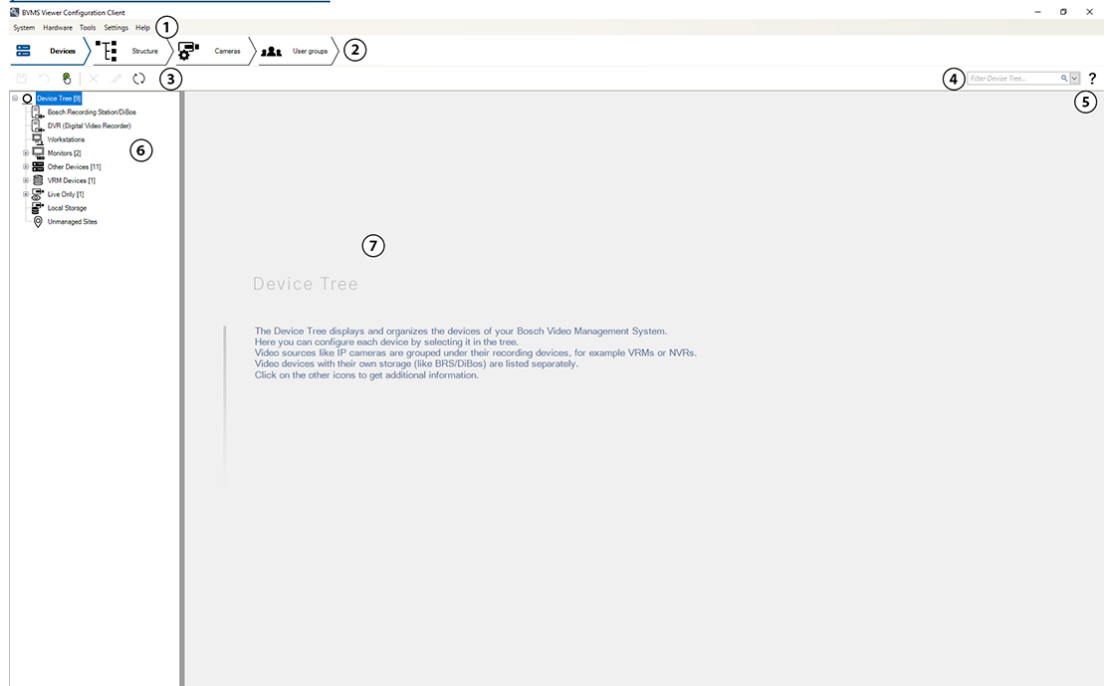 BVMS Viewer Configuration Client
System Hardware Tools Settings Help 1
Devices Structure Cameras User groups 2
3 4 Filter Device Tree... ?
5
Device Tree [9]
Bosch Recording Station/DiBos
DVR (Digital Video Recorder)
Workstations
Monitors [2]
6
Other Devices [11]
VRM Devices [1]
Live Only [1]
Local Storage
Unmanaged Sites
7
Device Tree
The Device Tree displays and organizes the devices of your Bosch Video Management System.
Here you can configure each device by selecting it in the tree.
Video sources like IP cameras are grouped under their recording devices, for example VRMs or NVRs.
Video devices with their own storage (like BRS/DiBos) are listed separately.
Click on the other icons to get additional information.